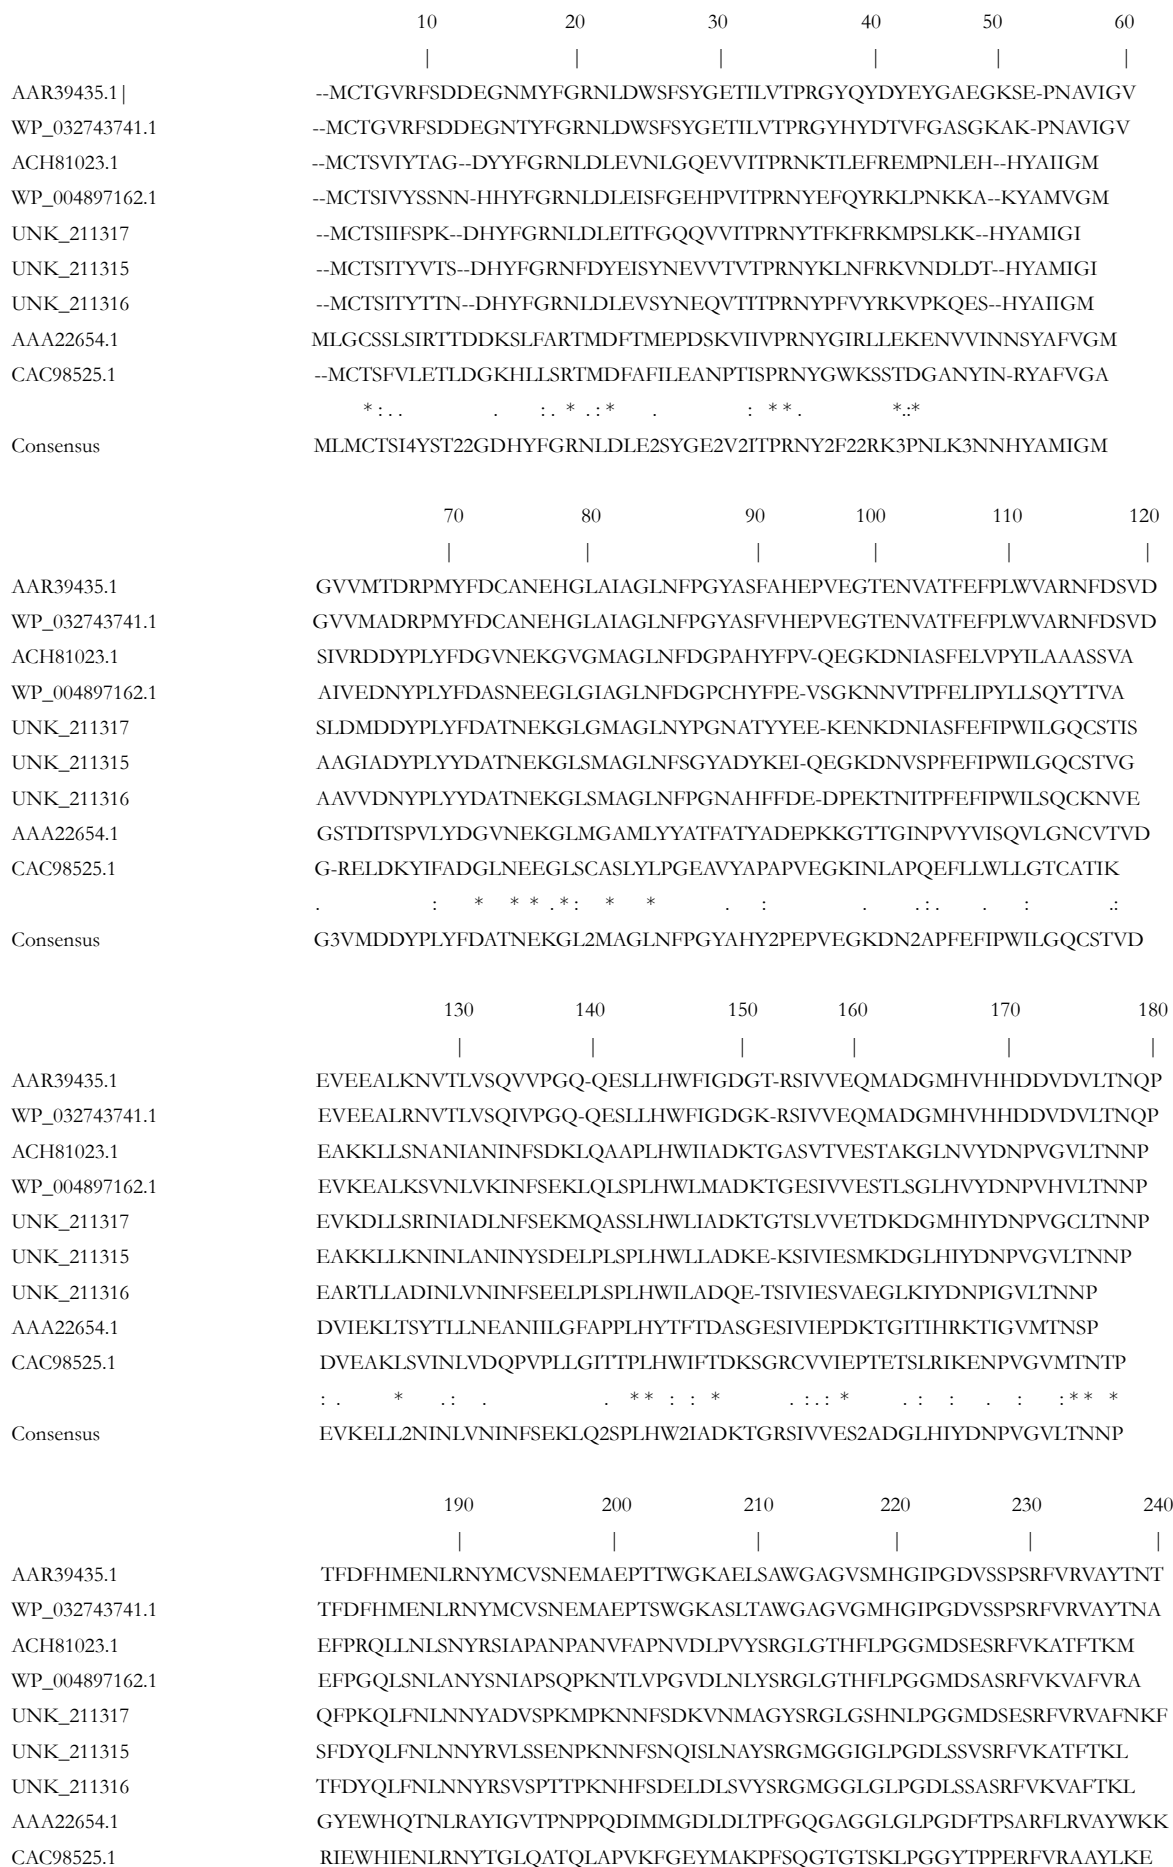 10 20 30 40 50 60
| | | | | |
AAR39435.1| --MCTGVRFSDDEGNMYFGRNLDWSFSYGETILVTPRGYQYDYEYGAEGKSE-PNAVIGV
WP_032743741.1 --MCTGVRFSDDEGNTYFGRNLDWSFSYGETILVTPRGYHYDTVFGASGKAK-PNAVIGV
ACH81023.1 --MCTSVIYTAG--DYYFGRNLDLEVNLGQEVVITPRNKTLEFREMPNLEH--HYAIIGM
WP_004897162.1 --MCTSIVYSSNN-HHYFGRNLDLEISFGEHPVITPRNYEFQYRKLPNKKA--KYAMVGM
UNK_211317 --MCTSIIFSPK--DHYFGRNLDLEITFGQQVVITPRNYTFKFRKMPSLKK--HYAMIGI
UNK_211315 --MCTSITYVTS--DHYFGRNFDYEISYNEVVTVTPRNYKLNFRKVNDLDT--HYAMIGI
UNK_211316 --MCTSITYTTN--DHYFGRNLDLEVSYNEQVTITPRNYPFVYRKVPKQES--HYAIIGM
AAA22654.1 MLGCSSLSIRTTDDKSLFARTMDFTMEPDSKVIIVPRNYGIRLLEKENVVINNSYAFVGM
CAC98525.1 --MCTSFVLETLDGKHLLSRTMDFAFILEANPTISPRNYGWKSSTDGANYIN-RYAFVGA
* : . . . : . * . : * . : * * . * .: *
Consensus MLMCTSI4YST22GDHYFGRNLDLE2SYGE2V2ITPRNY2F22RK3PNLK3NNHYAMIGM
70 80 90 100 110 120
| | | | | |
AAR39435.1 GVVMTDRPMYFDCANEHGLAIAGLNFPGYASFAHEPVEGTENVATFEFPLWVARNFDSVD
WP_032743741.1 GVVMADRPMYFDCANEHGLAIAGLNFPGYASFVHEPVEGTENVATFEFPLWVARNFDSVD
ACH81023.1 SIVRDDYPLYFDGVNEKGVGMAGLNFDGPAHYFPV-QEGKDNIASFELVPYILAAASSVA
WP_004897162.1 AIVEDNYPLYFDASNEEGLGIAGLNFDGPCHYFPE-VSGKNNVTPFELIPYLLSQYTTVA
UNK_211317 SLDMDDYPLYFDATNEKGLGMAGLNYPGNATYYEE-KENKDNIASFEFIPWILGQCSTIS
UNK_211315 AAGIADYPLYYDATNEKGLSMAGLNFSGYADYKEI-QEGKDNVSPFEFIPWILGQCSTVG
UNK_211316 AAVVDNYPLYYDATNEKGLSMAGLNFPGNAHFFDE-DPEKTNITPFEFIPWILSQCKNVE
AAA22654.1 GSTDITSPVLYDGVNEKGLMGAMLYYATFATYADEPKKGTTGINPVYVISQVLGNCVTVD
CAC98525.1 G-RELDKYIFADGLNEEGLSCASLYLPGEAVYAPAPVEGKINLAPQEFLLWLLGTCATIK
. : * * * . * : * * . : . . : . . : .:
Consensus G3VMDDYPLYFDATNEKGL2MAGLNFPGYAHY2PEPVEGKDN2APFEFIPWILGQCSTVD
130 140 150 160 170 180
| | | | | |
AAR39435.1 EVEEALKNVTLVSQVVPGQ-QESLLHWFIGDGT-RSIVVEQMADGMHVHHDDVDVLTNQP
WP_032743741.1 EVEEALRNVTLVSQIVPGQ-QESLLHWFIGDGK-RSIVVEQMADGMHVHHDDVDVLTNQP
ACH81023.1 EAKKLLSNANIANINFSDKLQAAPLHWIIADKTGASVTVESTAKGLNVYDNPVGVLTNNP
WP_004897162.1 EVKEALKSVNLVKINFSEKLQLSPLHWLMADKTGESIVVESTLSGLHVYDNPVHVLTNNP
UNK_211317 EVKDLLSRINIADLNFSEKMQASSLHWLIADKTGTSLVVETDKDGMHIYDNPVGCLTNNP
UNK_211315 EAKKLLKNINLANINYSDELPLSPLHWLLADKE-KSIVIESMKDGLHIYDNPVGVLTNNP
UNK_211316 EARTLLADINLVNINFSEELPLSPLHWILADQE-TSIVIESVAEGLKIYDNPIGVLTNNP
AAA22654.1 DVIEKLTSYTLLNEANIILGFAPPLHYTFTDASGESIVIEPDKTGITIHRKTIGVMTNSP
CAC98525.1 DVEAKLSVINLVDQPVPLLGITTPLHWIFTDKSGRCVVIEPTETSLRIKENPVGVMTNTP
: . * . : . . * * : : * . : . : * . : : . : : * * *
Consensus EVKELL2NINLVNINFSEKLQ2SPLHW2IADKTGRSIVVES2ADGLHIYDNPVGVLTNNP
190 200 210 220 230 240
| | | | | |
AAR39435.1 TFDFHMENLRNYMCVSNEMAEPTTWGKAELSAWGAGVSMHGIPGDVSSPSRFVRVAYTNT
WP_032743741.1 TFDFHMENLRNYMCVSNEMAEPTSWGKASLTAWGAGVGMHGIPGDVSSPSRFVRVAYTNA
ACH81023.1 EFPRQLLNLSNYRSIAPANPANVFAPNVDLPVYSRGLGTHFLPGGMDSESRFVKATFTKM
WP_004897162.1 EFPGQLSNLANYSNIAPSQPKNTLVPGVDLNLYSRGLGTHFLPGGMDSASRFVKVAFVRA
UNK_211317 QFPKQLFNLNNYADVSPKMPKNNFSDKVNMAGYSRGLGSHNLPGGMDSESRFVRVAFNKF
UNK_211315 SFDYQLFNLNNYRVLSSENPKNNFSNQISLNAYSRGMGGIGLPGDLSSVSRFVKATFTKL
UNK_211316 TFDYQLFNLNNYRSVSPTTPKNHFSDELDLSVYSRGMGGLGLPGDLSSASRFVKVAFTKL
AAA22654.1 GYEWHQTNLRAYIGVTPNPPQDIMMGDLDLTPFGQGAGGLGLPGDFTPSARFLRVAYWKK
CAC98525.1 RIEWHIENLRNYTGLQATQLAPVKFGEYMAKPFSQGTGTSKLPGGYTPPERFVRAAYLKE